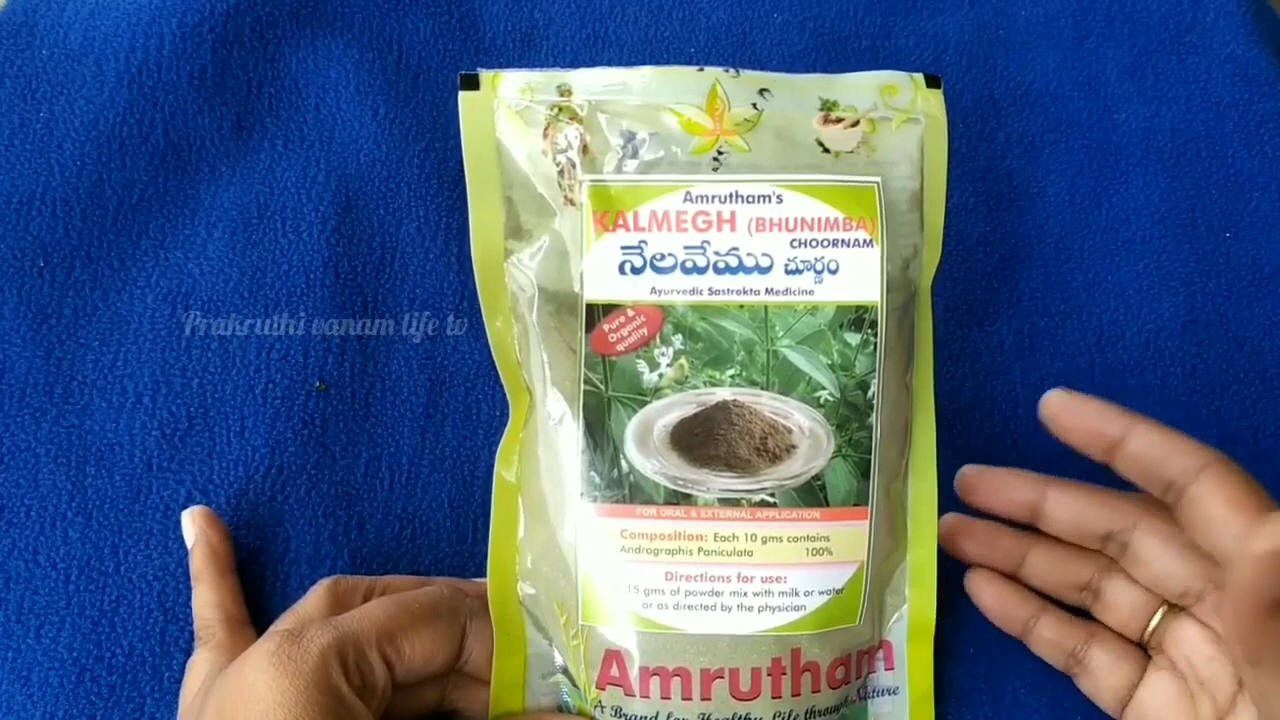 Amrutham's
KALMEGH (BHUNIMBA)
CHOORNAM
నేలవేము చూర్ణం
Ayurvedic Sastrokta Medicine
Prakruthi vanam life tv
Pure &
Organic
quality
FOR ORAL & EXTERNAL APPLICATION
Composition: Each 10 gms contains
Andrographis Paniculata 100%
Directions for use:
15 gms of powder mix with milk or water
or as directed by the physician
Amrutham
A Brand for Healthy Life through Nature